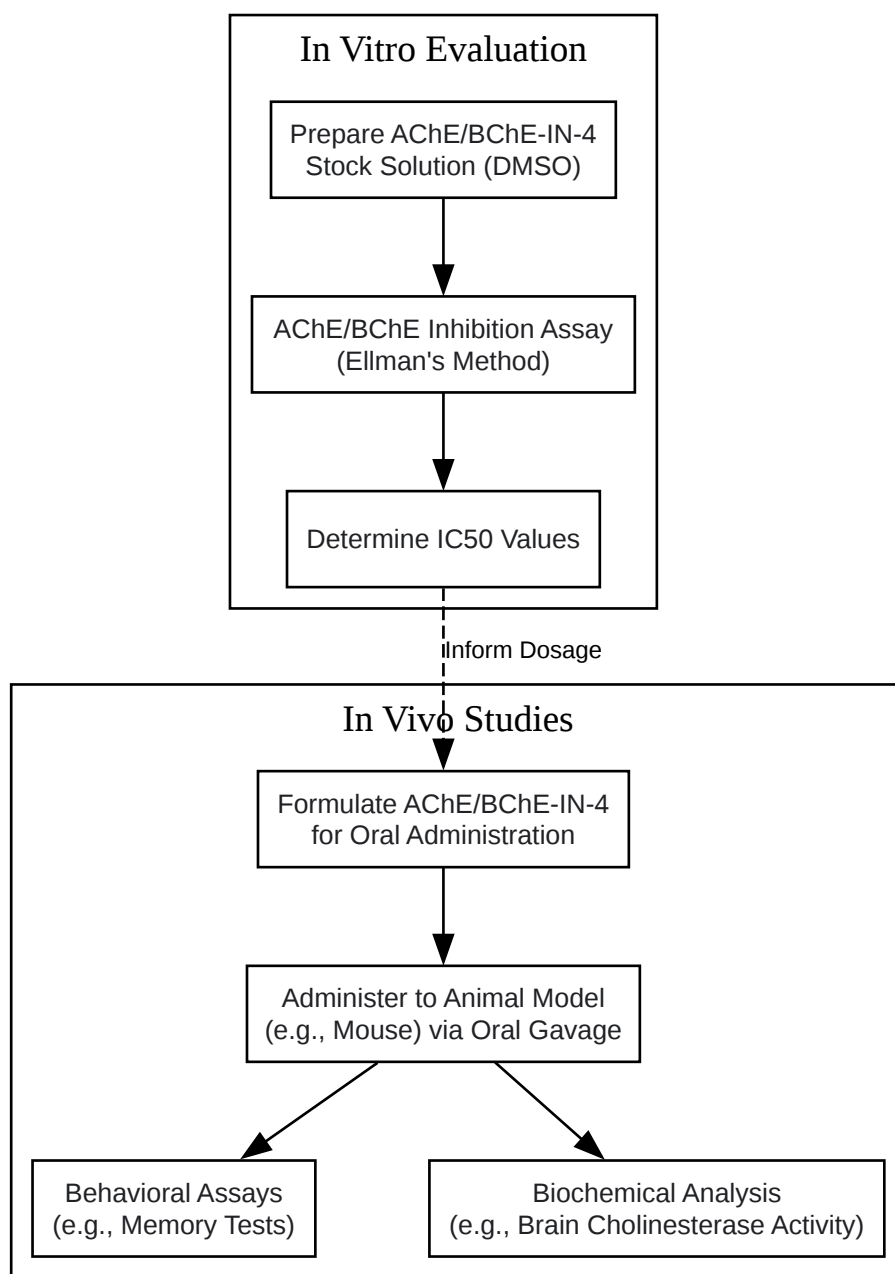 In Vitro Evaluation
Prepare AChE/BChE-IN-4
Stock Solution (DMSO)
AChE/BChE Inhibition Assay
(Ellman's Method)
Determine IC50 Values
Inform Dosage
In Vivo Studies
Formulate AChE/BChE-IN-4
for Oral Administration
Administer to Animal Model
(e.g., Mouse) via Oral Gavage
Behavioral Assays
(e.g., Memory Tests)
Biochemical Analysis
(e.g., Brain Cholinesterase Activity)